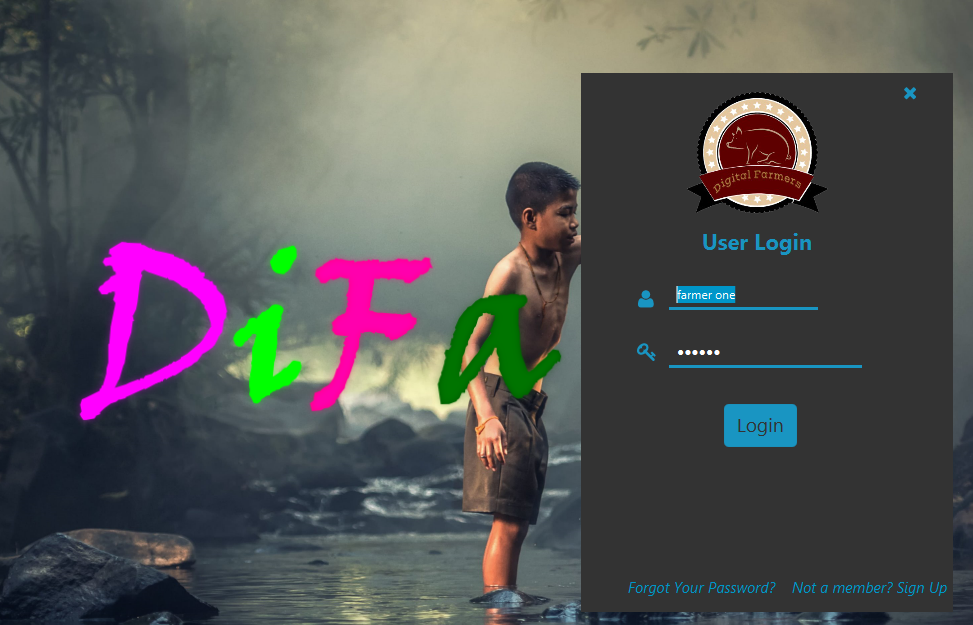 DiFa
Digital Farmers
User Login
farmer one
••••••
Login
Forgot Your Password? Not a member? Sign Up